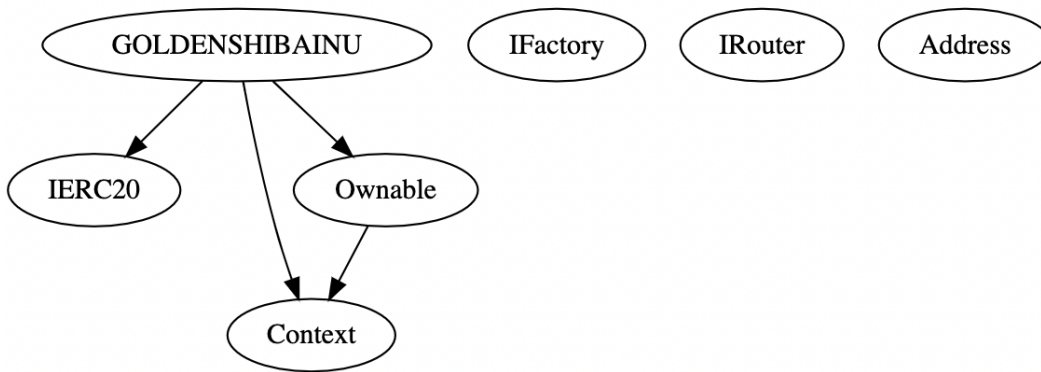 GOLDENSHIBAINU
IFactory
IRouter
Address
IERC20
Ownable
Context